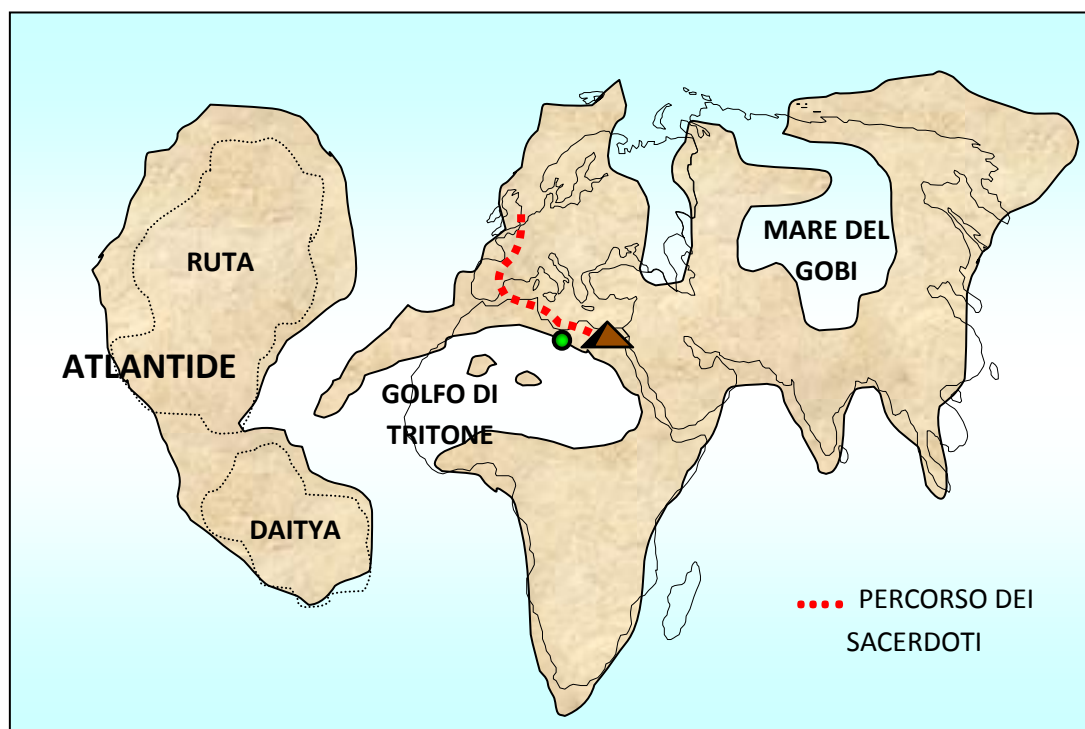 RUTA
ATLANTIDE
DAITYA
GOLFO DI
TRITONE
MARE DEL
GOBI
PERCORSO DEI
SACERDOTI